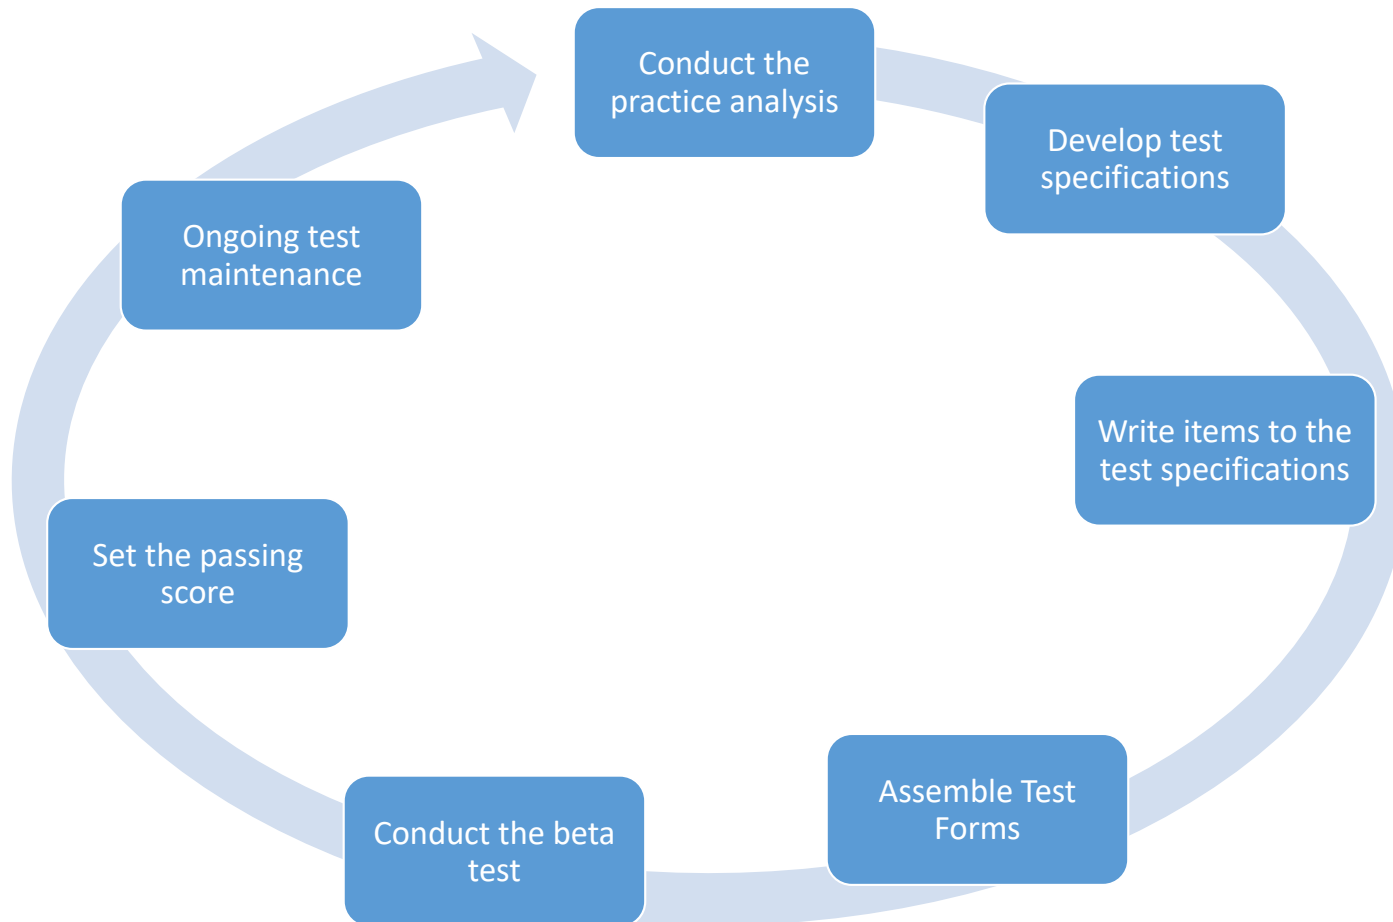 Conduct the
practice analysis
Develop test
specifications
Write items to the
test specifications
Assemble Test
Forms
Conduct the beta
test
Set the passing
score
Ongoing test
maintenance